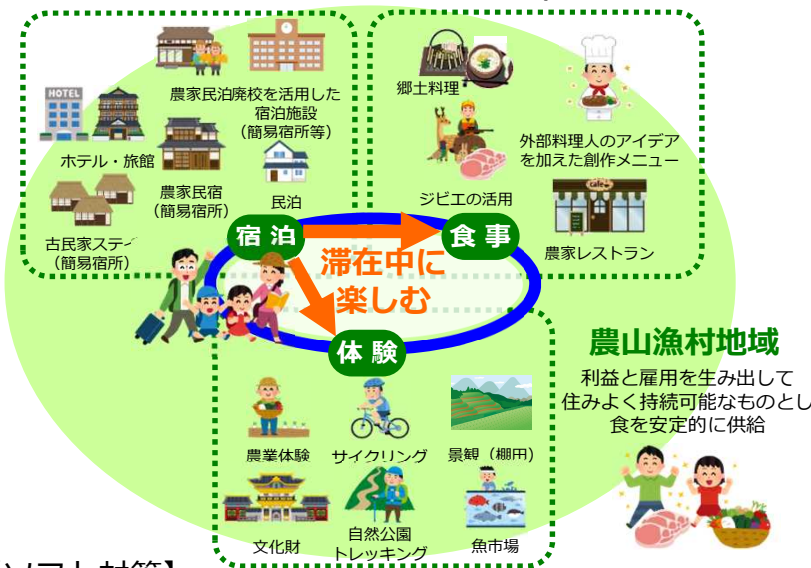 農家民泊
廃校を活用した
宿泊施設
(簡易宿所等)
HOTEL
ホテル・旅館
農家民宿
(簡易宿所)
民泊
古民家ステイ
(簡易宿所)
郷土料理
外部料理人のアイデア
を加えた創作メニュー
ジビエの活用
cafe
農家レストラン
宿泊
食事
滞在中に
楽しむ
体験
農業体験
サイクリング
景観（棚田）
文化財
自然公園
トレッキング
魚市場
農山漁村地域
利益と雇用を生み出して
住みよく持続可能なものとし
食を安定的に供給